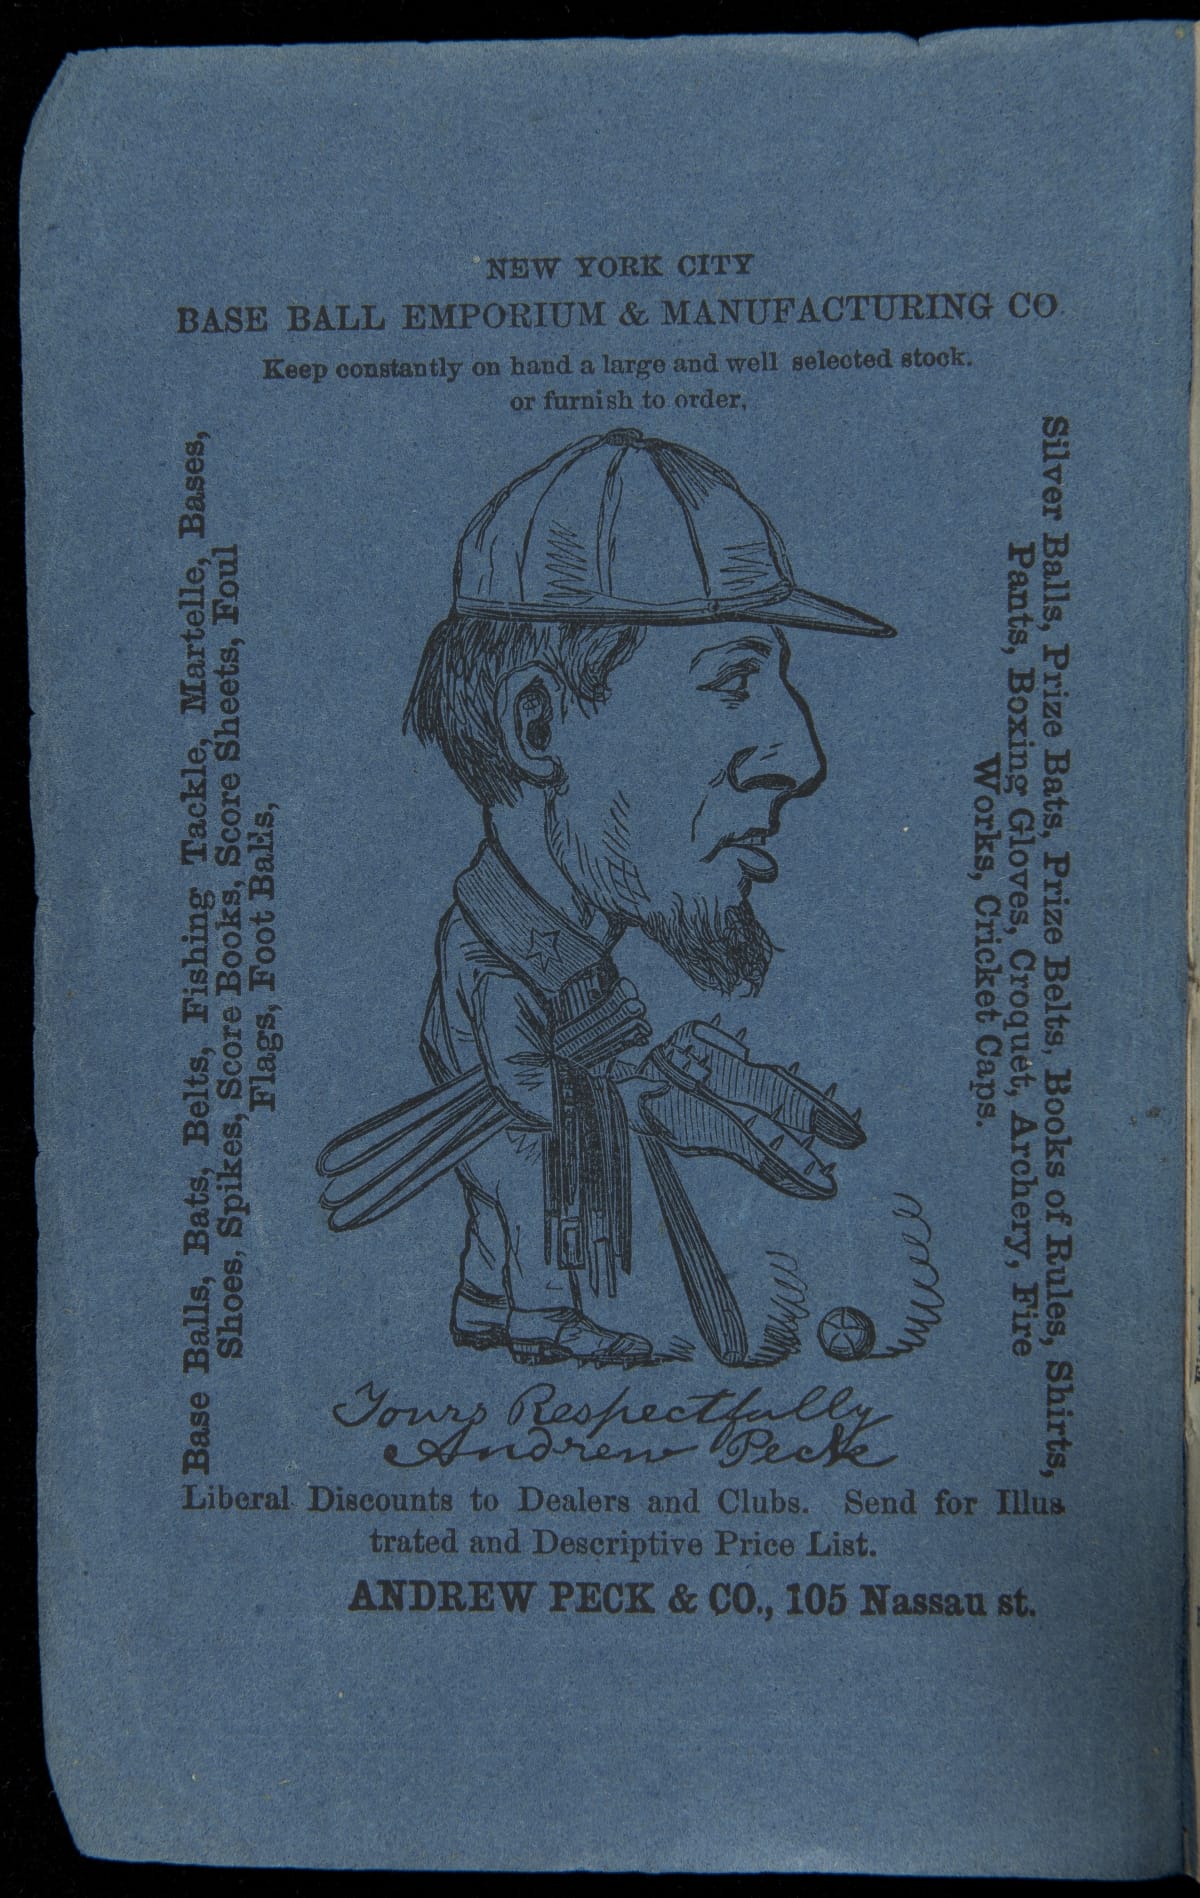 NEW YORK CITY
BASE BALL EMPORIUM & MANUFACTURING CO.
Keep constantly on hand a large and well selected stock.
or furnish to order,
Base Balls, Bats, Belts, Fishing Tackle, Martelle, Bases,
Shoes, Spikes, Score Books, Score Sheets, Foul
Flags, Foot Balls,
Silver Balls, Prize Bats, Prize Belts, Books of Rules, Shirts,
Pants, Boxing Gloves, Croquet, Archery, Fire
Works, Cricket Caps.
Yours Respectfully
Andrew Peck
Liberal Discounts to Dealers and Clubs. Send for Illus
trated and Descriptive Price List.
ANDREW PECK & CO., 105 Nassau st.